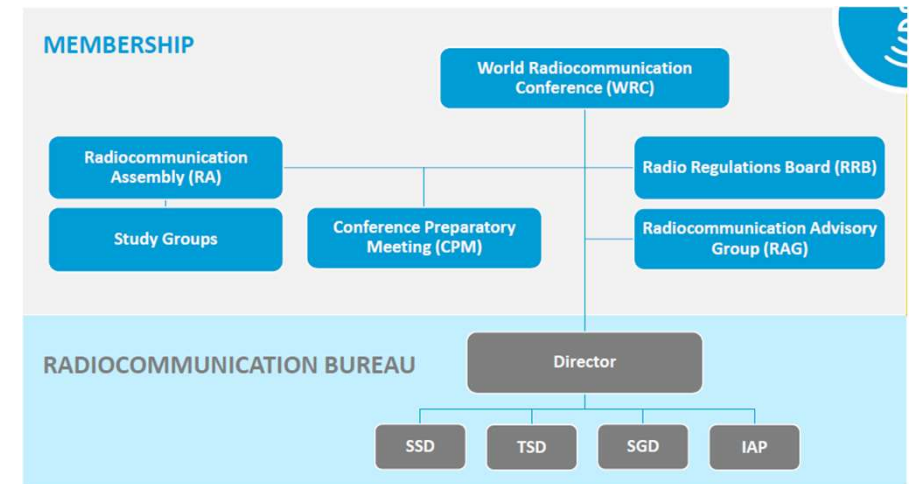 MEMBERSHIP
World Radiocommunication
Conference (WRC)
Radiocommunication
Assembly (RA)
Radio Regulations Board (RRB)
Study Groups
Conference Preparatory
Meeting (CPM)
Radiocommunication Advisory
Group (RAG)
RADIOCOMMUNICATION BUREAU
Director
SSD
TSD
SGD
IAP